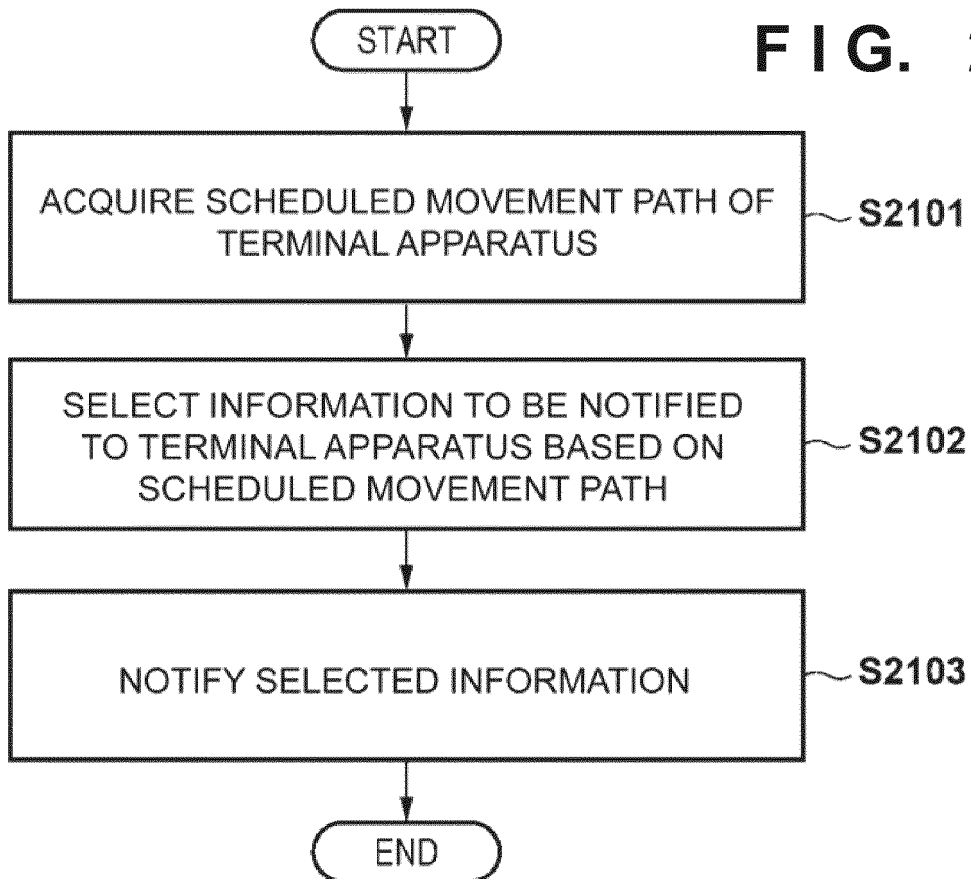 START
FIG.
ACQUIRE SCHEDULED MOVEMENT PATH OF
TERMINAL APPARATUS
S2101
SELECT INFORMATION TO BE NOTIFIED
TO TERMINAL APPARATUS BASED ON
SCHEDULED MOVEMENT PATH
S2102
NOTIFY SELECTED INFORMATION
S2103
END